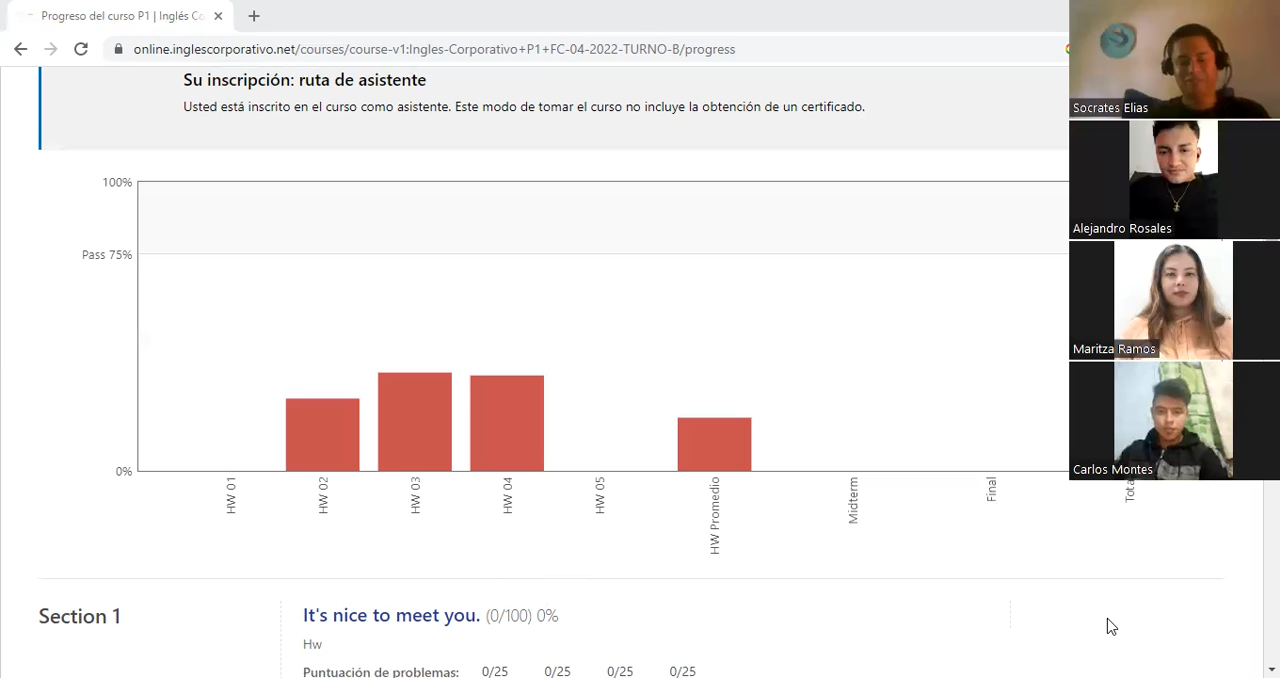 Progreso del curso P1 | Inglés Co
online.inglescorporativo.net/courses/course-v1:Ingles-Corporativo+P1+FC-04-2022-TURNO-B/progress
Su inscripción: ruta de asistente
Usted está inscrito en el curso como asistente. Este modo de tomar el curso no incluye la obtención de un certificado.
100%
Pass 75%
0%
HW 01
HW 02
HW 03
HW 04
HW 05
HW Promedio
Midterm
Final
Tota
Section 1
It's nice to meet you. (0/100) 0%
Hw
Puntuación de problemas: 0/25 0/25 0/25 0/25
Socrates Elias
Alejandro Rosales
Maritza Ramos
Carlos Montes